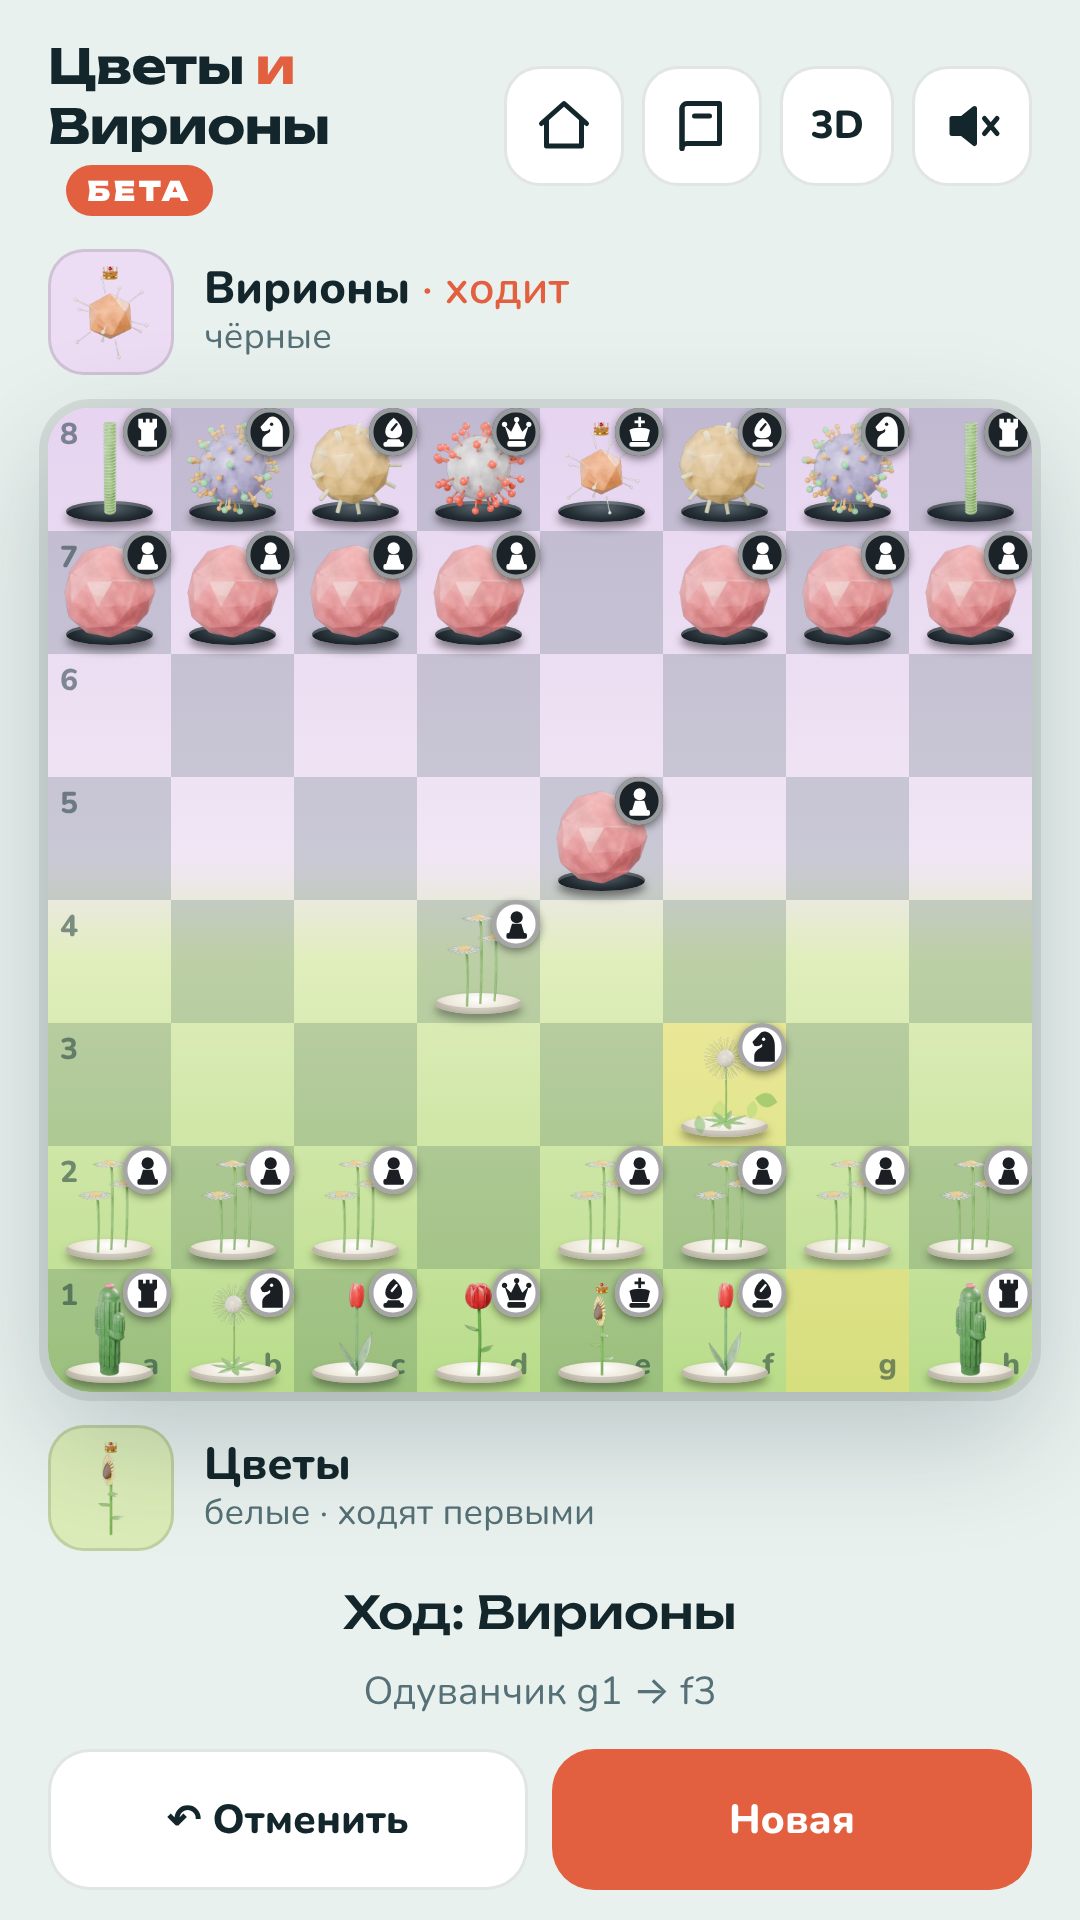 Цветы и
Вирионы
БЕТА
3D
Вирионы · ходит
чёрные
8
7
6
5
4
3
2
1
a b c d e f g h
Цветы
белые · ходят первыми
Ход: Вирионы
Одуванчик g1 → f3
↶ Отменить
Новая